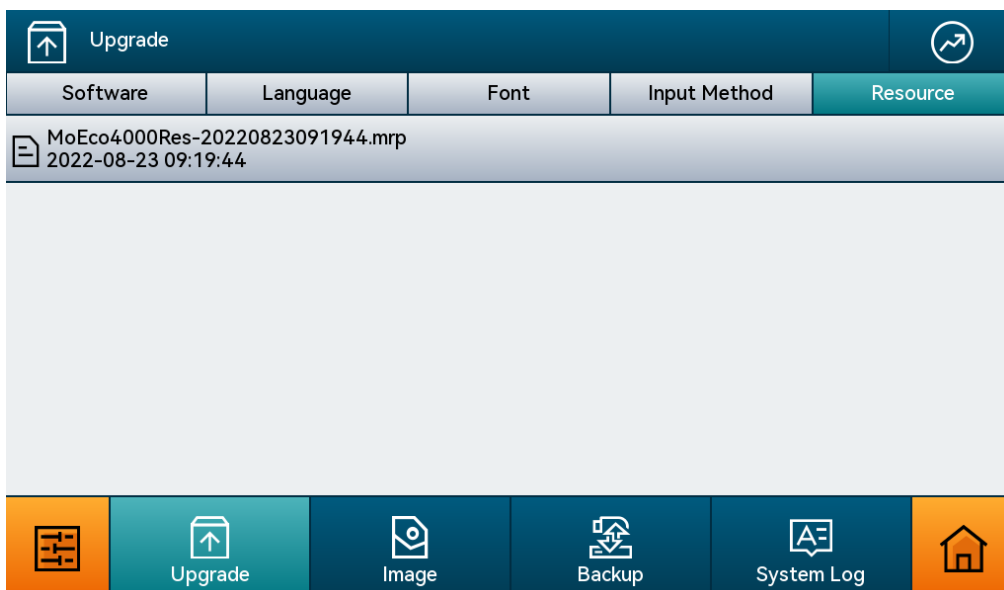 Upgrade
Software
Language
Font
Input Method
Resource
MoEco4000Res-20220823091944.mrp
2022-08-23 09:19:44
Upgrade
Image
Backup
System Log